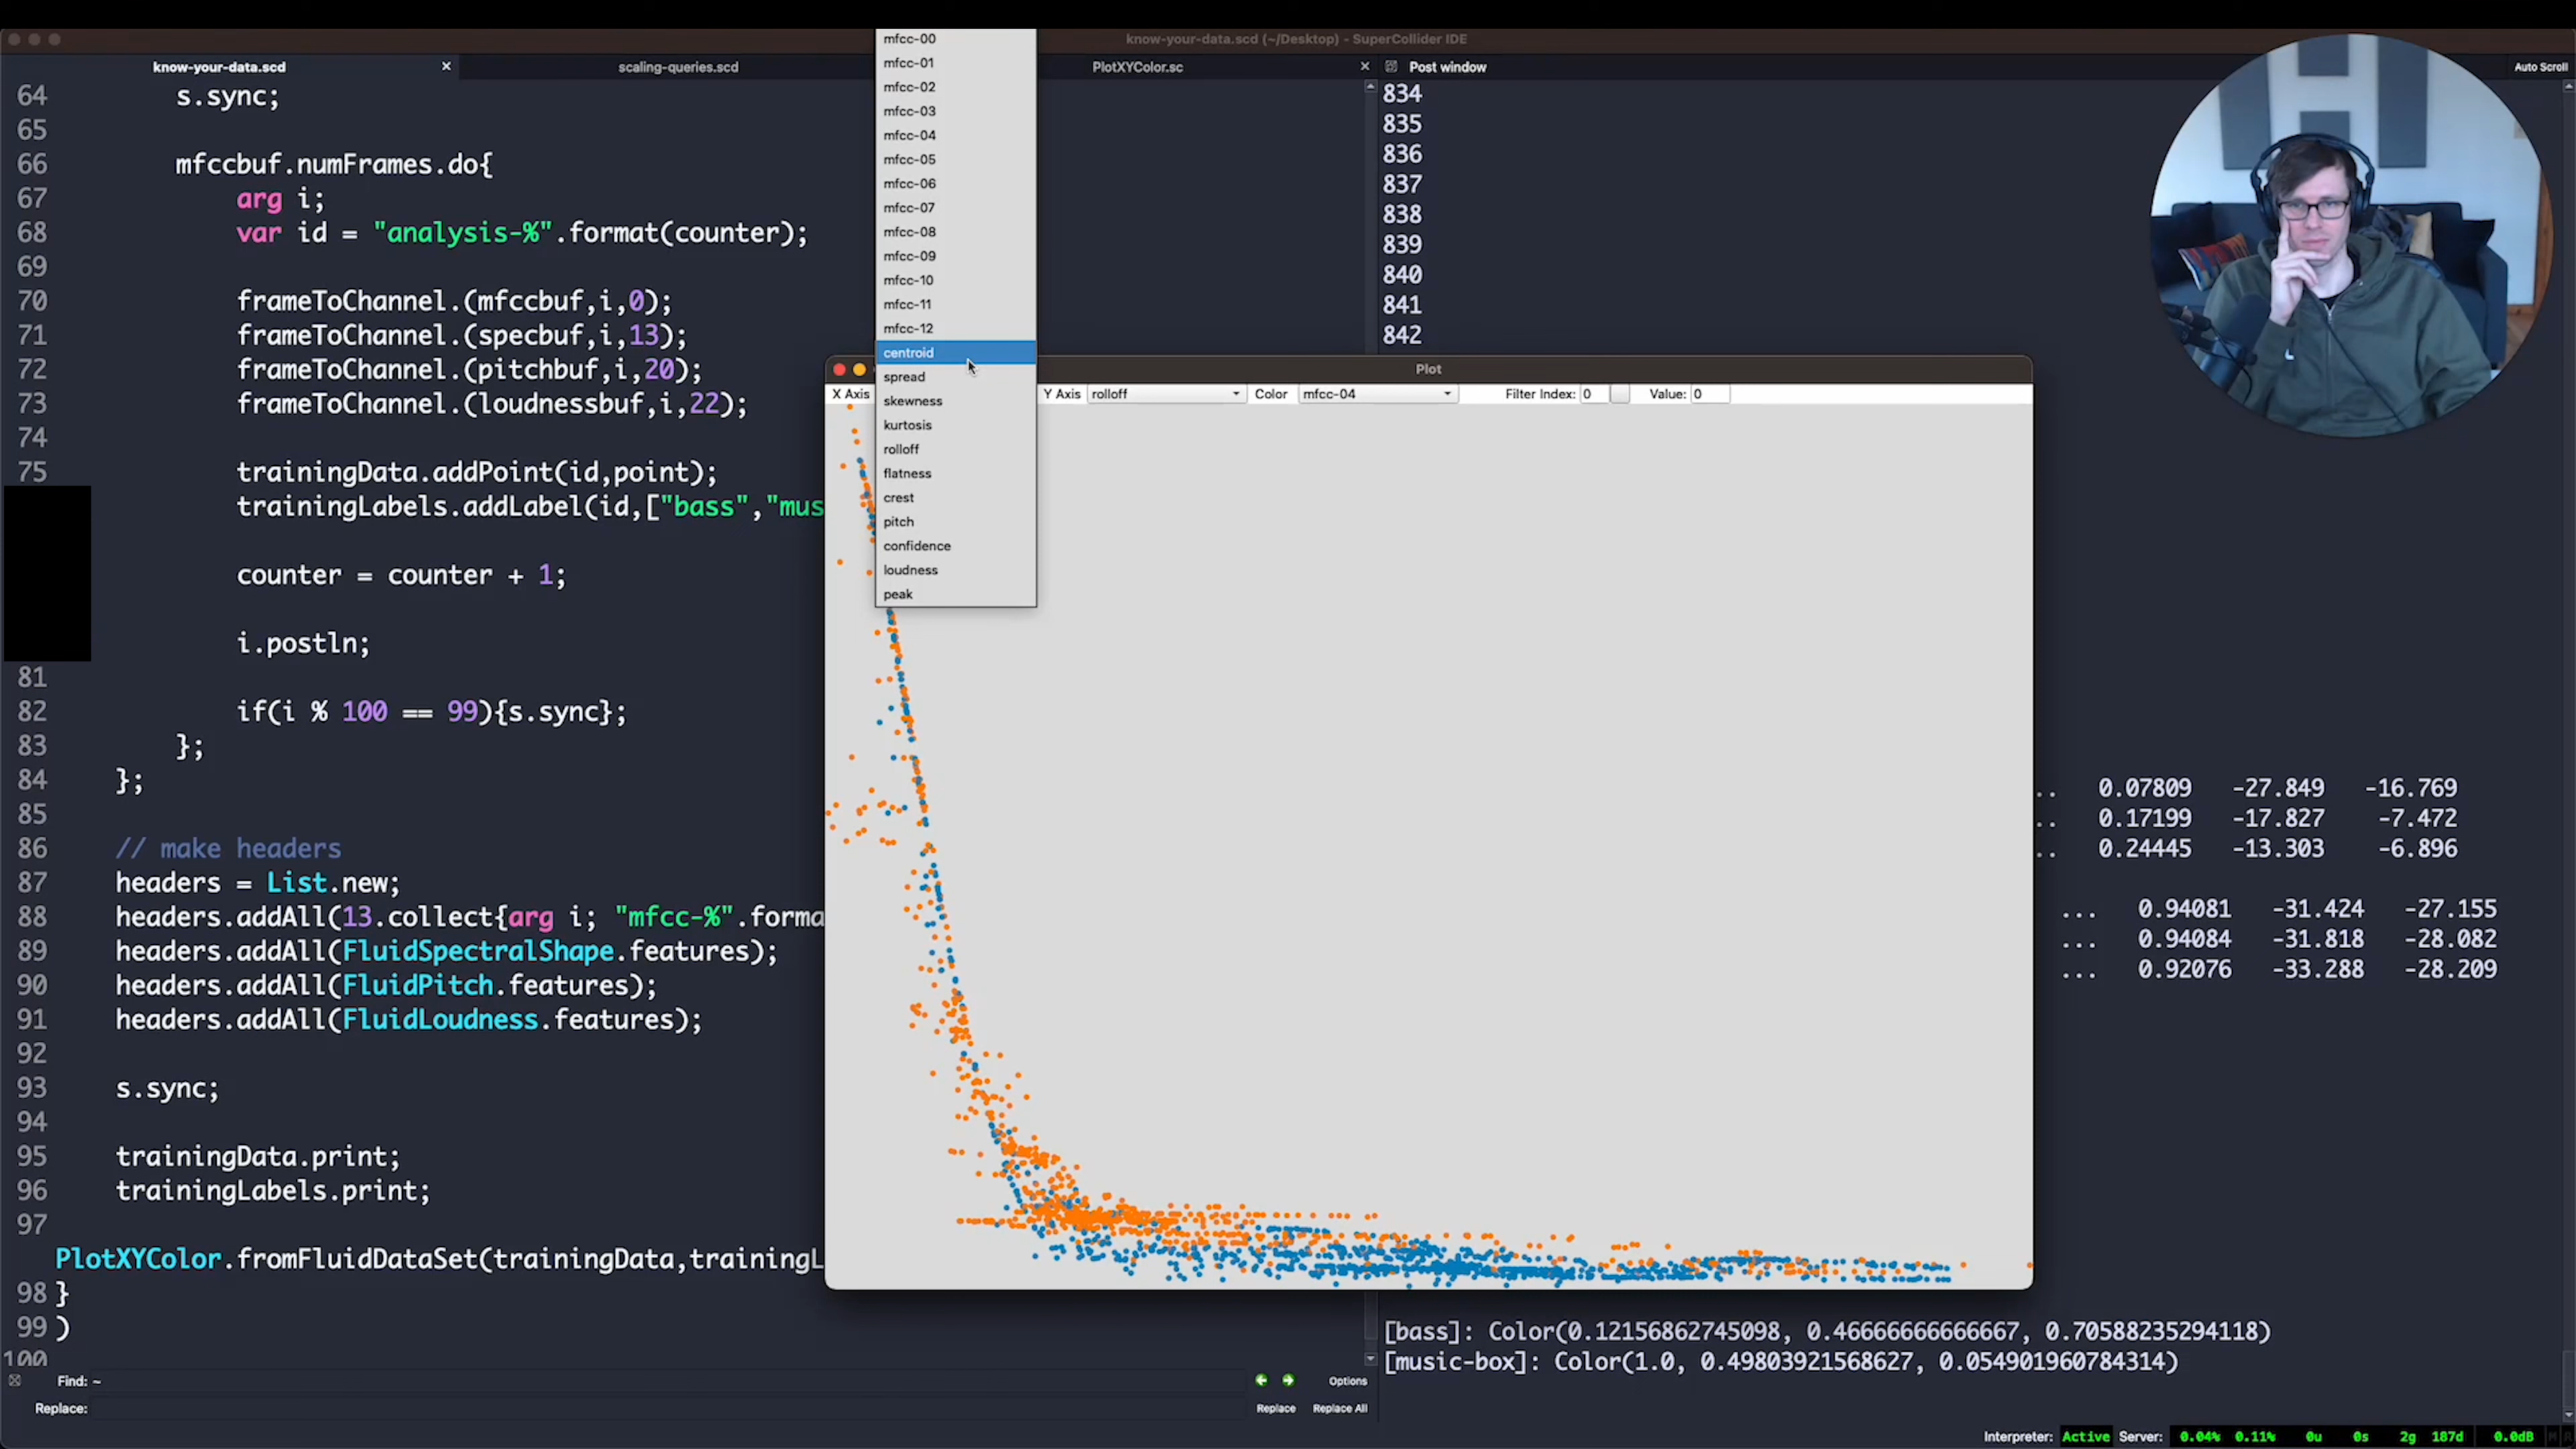 know-your-data.scd (~/Desktop) - SuperCollider IDE
know-your-data.scd
scaling-queries.scd
PlotXYColor.sc
Post window
Auto Scroll
64 s.sync;
65
66 mfccbuf.numFrames.do{
67 arg i;
68 var id = "analysis-%".format(counter);
69
70 frameToChannel.(mfccbuf,i,0);
71 frameToChannel.(specbuf,i,13);
72 frameToChannel.(pitchbuf,i,20);
73 frameToChannel.(loudnessbuf,i,22);
74
75 trainingData.addPoint(id,point);
trainingLabels.addLabel(id,["bass","mus
counter = counter + 1;
i.postln;
81
82 if(i % 100 == 99){s.sync};
83 };
84 };
85
86 // make headers
87 headers = List.new;
88 headers.addAll(13.collect{arg i; "mfcc-%".forma
89 headers.addAll(FluidSpectralShape.features);
90 headers.addAll(FluidPitch.features);
91 headers.addAll(FluidLoudness.features);
92
93 s.sync;
94
95 trainingData.print;
96 trainingLabels.print;
97
PlotXYColor.fromFluidDataSet(trainingData,trainingL
98 }
99 )
100
mfcc-00
mfcc-01
mfcc-02
mfcc-03
mfcc-04
mfcc-05
mfcc-06
mfcc-07
mfcc-08
mfcc-09
mfcc-10
mfcc-11
mfcc-12
centroid
spread
skewness
kurtosis
rolloff
flatness
crest
pitch
confidence
loudness
peak
Plot
X Axis
Y Axis rolloff Color mfcc-04 Filter Index: 0 Value: 0
834
835
836
837
838
839
840
841
842
.. 0.07809 -27.849 -16.769
.. 0.17199 -17.827 -7.472
.. 0.24445 -13.303 -6.896
... 0.94081 -31.424 -27.155
... 0.94084 -31.818 -28.082
... 0.92076 -33.288 -28.209
[bass]: Color(0.12156862745098, 0.46666666666667, 0.70588235294118)
[music-box]: Color(1.0, 0.49803921568627, 0.054901960784314)
Find: ~
Options
Replace:
Replace Replace All
Interpreter: Active Server: 0.04% 0.11% 0u 0s 2g 187d 0.0dB